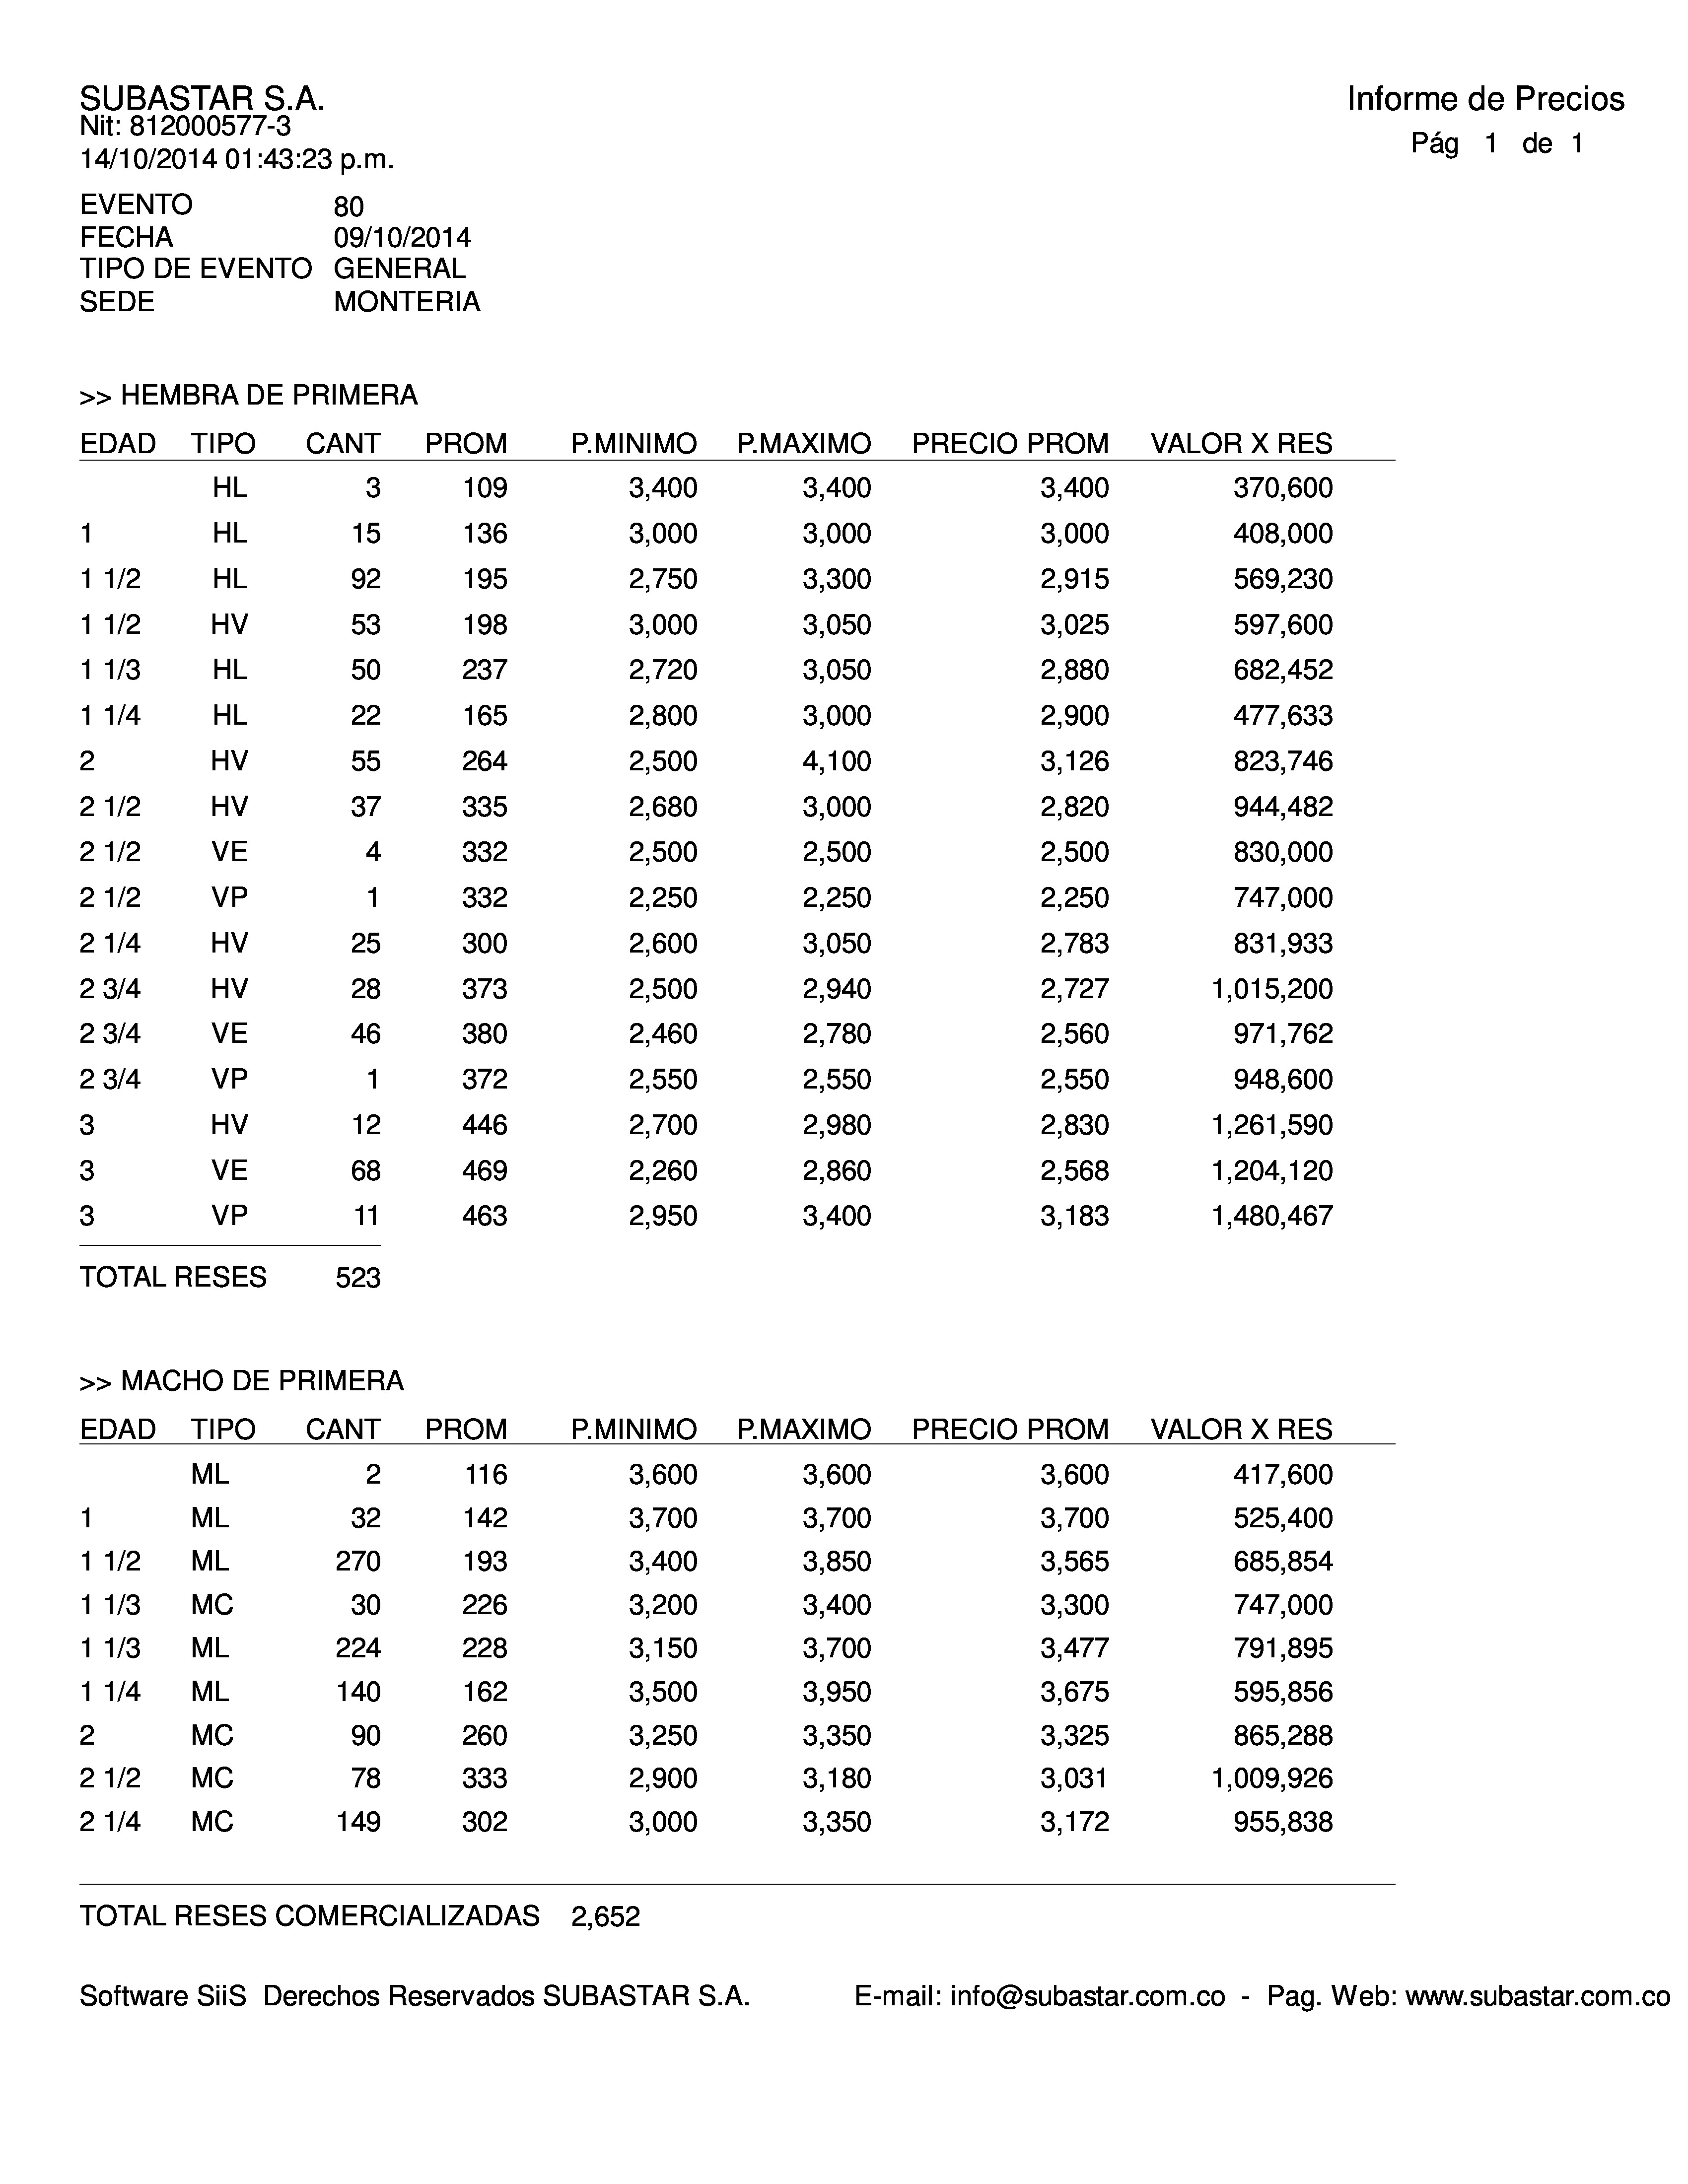 SUBASTAR S.A.
Informe de Precios
Nit: 812000577-3
Pág 1 de 1
14/10/2014 01:43:23 p.m.
EVENTO 80
FECHA 09/10/2014
TIPO DE EVENTO GENERAL
SEDE MONTERIA
>> HEMBRA DE PRIMERA
EDAD TIPO CANT PROM P.MINIMO P.MAXIMO PRECIO PROM VALOR X RES
HL 3 109 3,400 3,400 3,400 370,600
1 HL 15 136 3,000 3,000 3,000 408,000
1 1/2 HL 92 195 2,750 3,300 2,915 569,230
1 1/2 HV 53 198 3,000 3,050 3,025 597,600
1 1/3 HL 50 237 2,720 3,050 2,880 682,452
1 1/4 HL 22 165 2,800 3,000 2,900 477,633
2 HV 55 264 2,500 4,100 3,126 823,746
2 1/2 HV 37 335 2,680 3,000 2,820 944,482
2 1/2 VE 4 332 2,500 2,500 2,500 830,000
2 1/2 VP 1 332 2,250 2,250 2,250 747,000
2 1/4 HV 25 300 2,600 3,050 2,783 831,933
2 3/4 HV 28 373 2,500 2,940 2,727 1,015,200
2 3/4 VE 46 380 2,460 2,780 2,560 971,762
2 3/4 VP 1 372 2,550 2,550 2,550 948,600
3 HV 12 446 2,700 2,980 2,830 1,261,590
3 VE 68 469 2,260 2,860 2,568 1,204,120
3 VP 11 463 2,950 3,400 3,183 1,480,467
TOTAL RESES 523
>> MACHO DE PRIMERA
EDAD TIPO CANT PROM P.MINIMO P.MAXIMO PRECIO PROM VALOR X RES
ML 2 116 3,600 3,600 3,600 417,600
1 ML 32 142 3,700 3,700 3,700 525,400
1 1/2 ML 270 193 3,400 3,850 3,565 685,854
1 1/3 MC 30 226 3,200 3,400 3,300 747,000
1 1/3 ML 224 228 3,150 3,700 3,477 791,895
1 1/4 ML 140 162 3,500 3,950 3,675 595,856
2 MC 90 260 3,250 3,350 3,325 865,288
2 1/2 MC 78 333 2,900 3,180 3,031 1,009,926
2 1/4 MC 149 302 3,000 3,350 3,172 955,838
TOTAL RESES COMERCIALIZADAS 2,652
Software SiiS Derechos Reservados SUBASTAR S.A. E-mail: info@subastar.com.co - Pag. Web: www.subastar.com.co